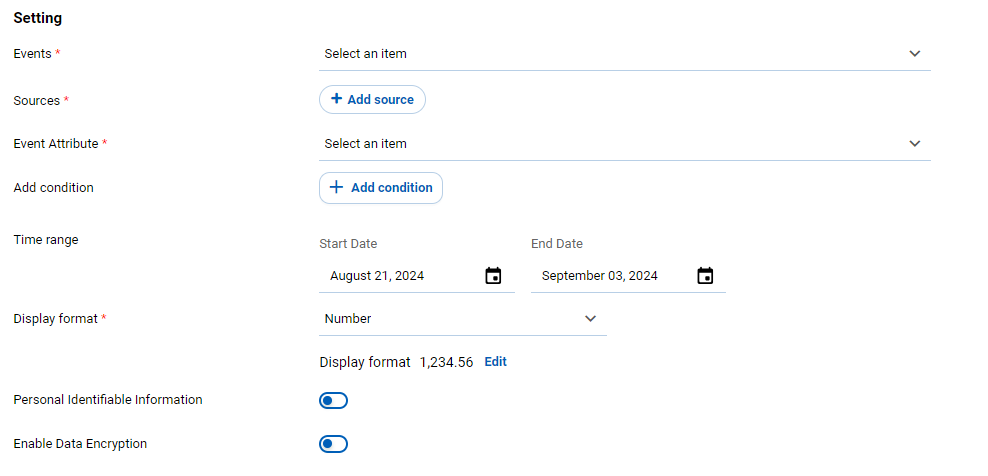 Setting
Events * Select an item
Sources * + Add source
Event Attribute * Select an item
Add condition + Add condition
Time range
Start Date End Date
August 21, 2024 September 03, 2024
Display format * Number
Display format 1,234.56 Edit
Personal Identifiable Information
Enable Data Encryption